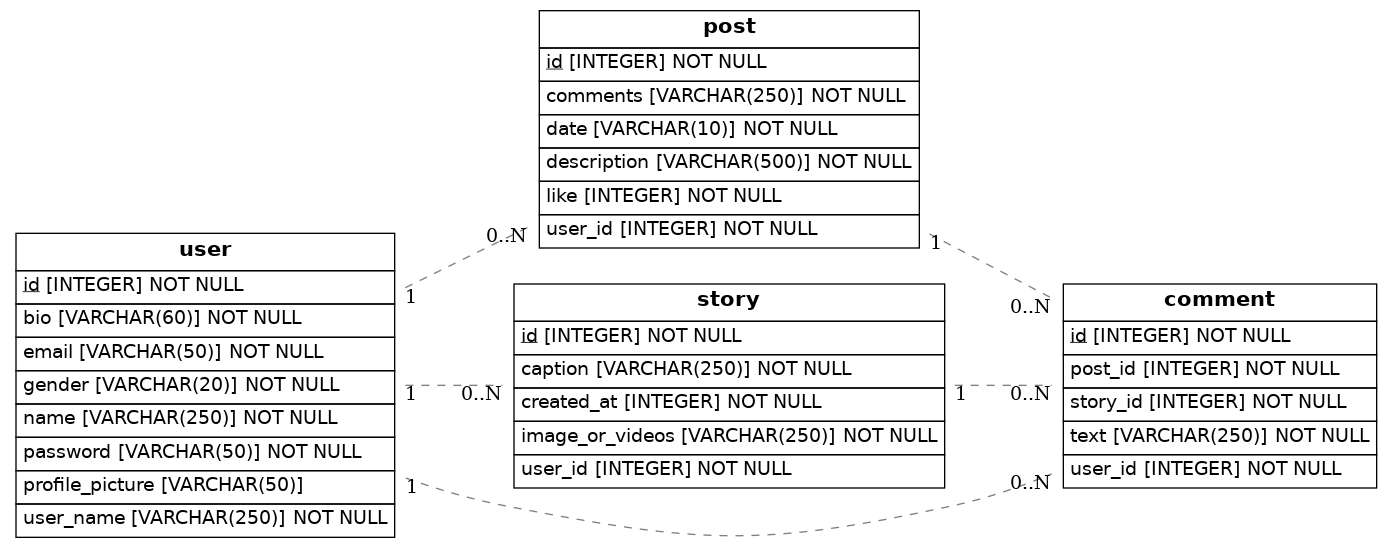 post
id [INTEGER] NOT NULL
comments [VARCHAR(250)] NOT NULL
date [VARCHAR(10)] NOT NULL
description [VARCHAR(500)] NOT NULL
like [INTEGER] NOT NULL
user_id [INTEGER] NOT NULL
0..N
1
user
id [INTEGER] NOT NULL
bio [VARCHAR(60)] NOT NULL
email [VARCHAR(50)] NOT NULL
gender [VARCHAR(20)] NOT NULL
name [VARCHAR(250)] NOT NULL
password [VARCHAR(50)] NOT NULL
profile_picture [VARCHAR(50)]
user_name [VARCHAR(250)] NOT NULL
1
1
0..N
1
story
id [INTEGER] NOT NULL
caption [VARCHAR(250)] NOT NULL
created_at [INTEGER] NOT NULL
image_or_videos [VARCHAR(250)] NOT NULL
user_id [INTEGER] NOT NULL
1
0..N
0..N
0..N
comment
id [INTEGER] NOT NULL
post_id [INTEGER] NOT NULL
story_id [INTEGER] NOT NULL
text [VARCHAR(250)] NOT NULL
user_id [INTEGER] NOT NULL